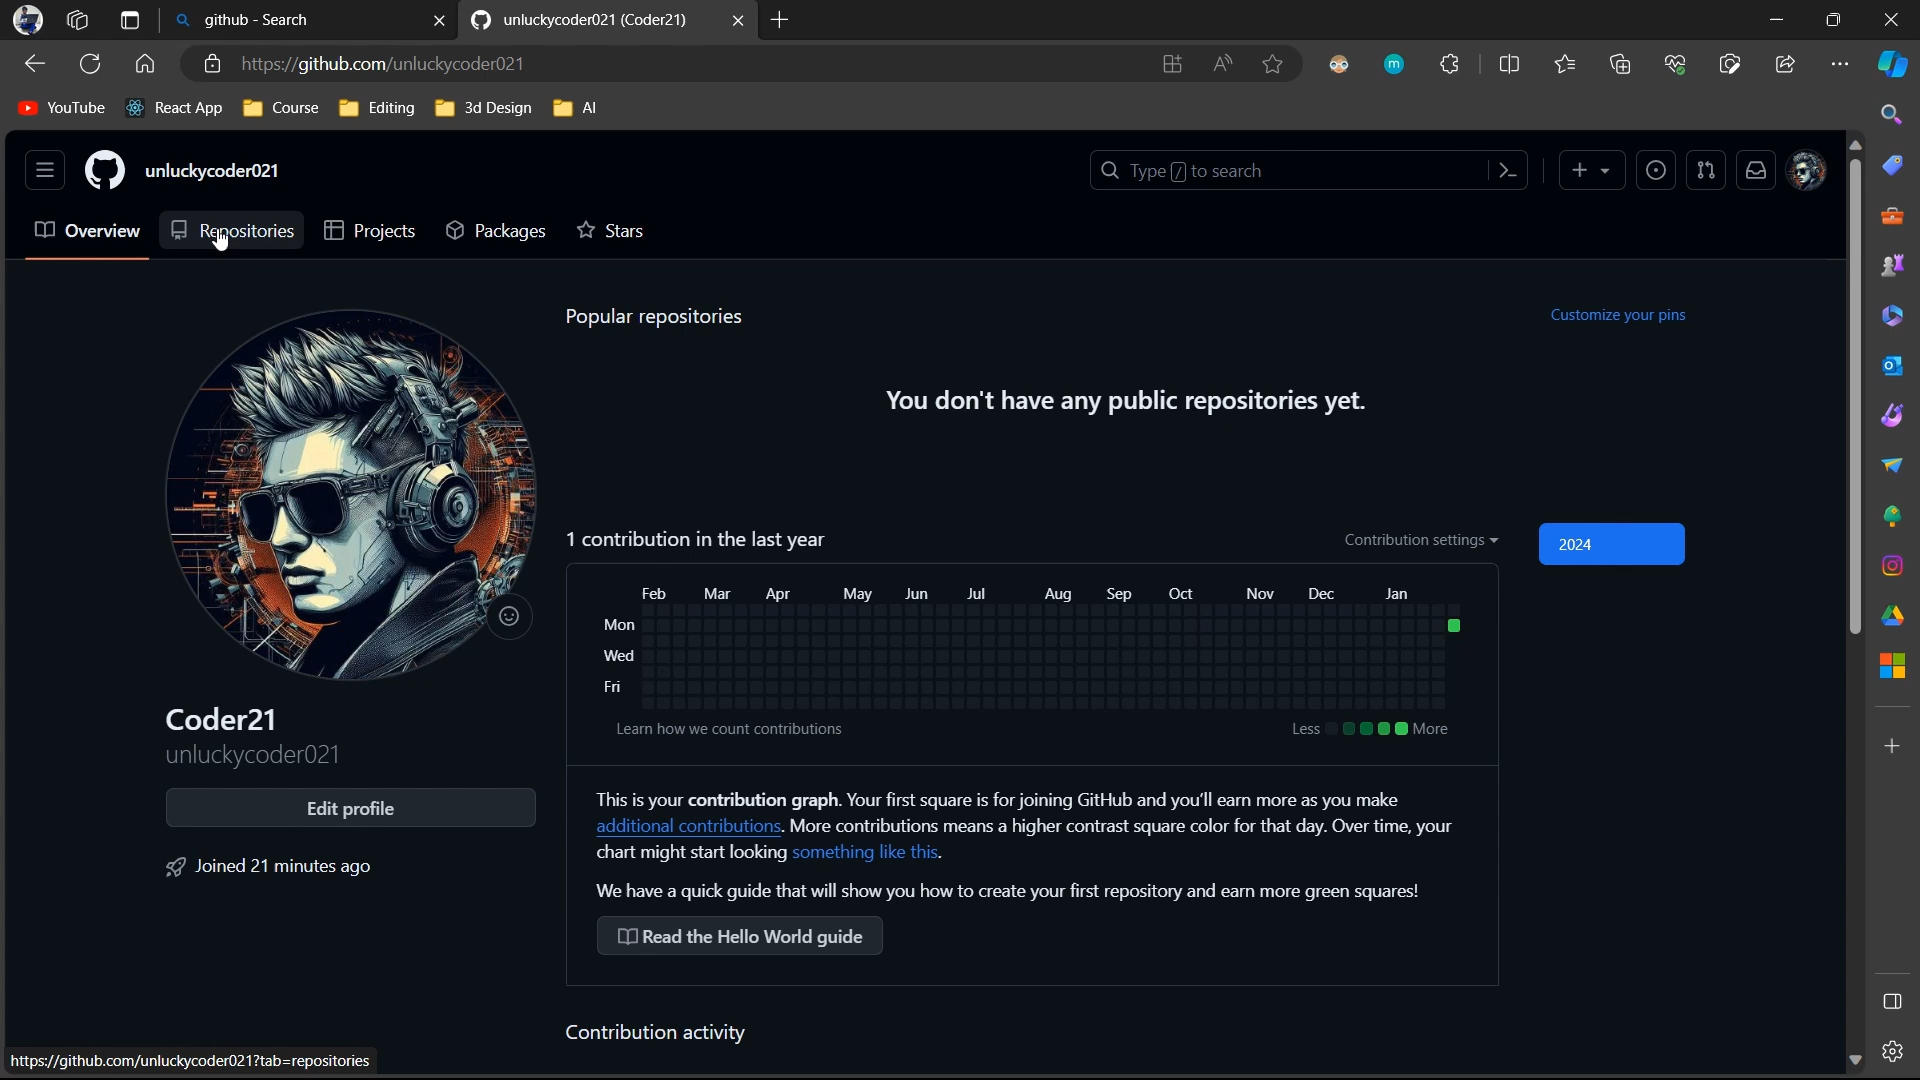 github - Search
unluckycoder021 (Coder21)
https://github.com/unluckycoder021
m
YouTube React App Course Editing 3d Design AI
unluckycoder021
Type / to search
Overview Repositories Projects Packages Stars
Popular repositories
Customize your pins
You don't have any public repositories yet.
1 contribution in the last year
Contribution settings
2024
Feb Mar Apr May Jun Jul Aug Sep Oct Nov Dec Jan
Mon
Wed
Fri
Learn how we count contributions
Less More
Coder21
unluckycoder021
Edit profile
Joined 21 minutes ago
This is your contribution graph. Your first square is for joining GitHub and you'll earn more as you make
additional contributions. More contributions means a higher contrast square color for that day. Over time, your
chart might start looking something like this.
We have a quick guide that will show you how to create your first repository and earn more green squares!
Read the Hello World guide
Contribution activity
https://github.com/unluckycoder021?tab=repositories